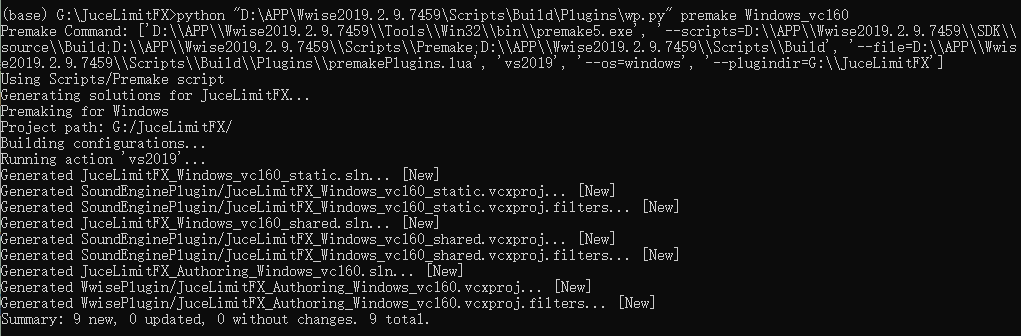 (base) G:\JuceLimitFX>python "D:\APP\Wwise2019.2.9.7459\Scripts\Build\Plugins\wp.py" premake Windows_vc160
Premake Command: ['D:\\APP\\Wwise2019.2.9.7459\\Tools\\Win32\\bin\\premake5.exe', '--scripts=D:\\APP\\Wwise2019.2.9.7459\\SDK\\
source\\Build;D:\\APP\\Wwise2019.2.9.7459\\Scripts\\Premake;D:\\APP\\Wwise2019.2.9.7459\\Scripts\\Build', '--file=D:\\APP\\Wwis
e2019.2.9.7459\\Scripts\\Build\\Plugins\\premakePlugins.lua', 'vs2019', '--os=windows', '--plugindir=G:\\JuceLimitFX']
Using Scripts/Premake script
Generating solutions for JuceLimitFX...
Premaking for Windows
Project path: G:/JuceLimitFX/
Building configurations...
Running action 'vs2019'...
Generated JuceLimitFX_Windows_vc160_static.sln... [New]
Generated SoundEnginePlugin/JuceLimitFX_Windows_vc160_static.vcxproj... [New]
Generated SoundEnginePlugin/JuceLimitFX_Windows_vc160_static.vcxproj.filters... [New]
Generated JuceLimitFX_Windows_vc160_shared.sln... [New]
Generated SoundEnginePlugin/JuceLimitFX_Windows_vc160_shared.vcxproj... [New]
Generated SoundEnginePlugin/JuceLimitFX_Windows_vc160_shared.vcxproj.filters... [New]
Generated JuceLimitFX_Authoring_Windows_vc160.sln... [New]
Generated WwisePlugin/JuceLimitFX_Authoring_Windows_vc160.vcxproj... [New]
Generated WwisePlugin/JuceLimitFX_Authoring_Windows_vc160.vcxproj.filters... [New]
Summary: 9 new, 0 updated, 0 without changes. 9 total.